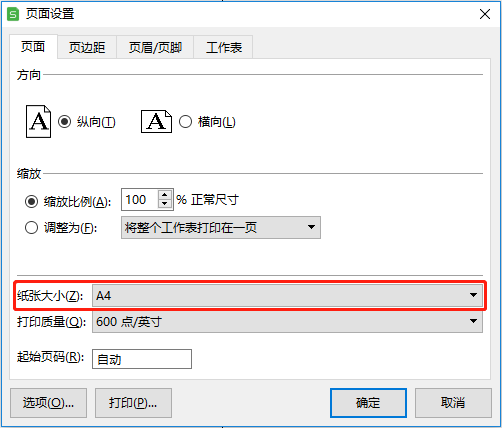 S 页面设置
页面 页边距 页眉/页脚 工作表
方向
A 纵向(T) A 横向(L)
缩放
缩放比例(A): 100 % 正常尺寸
调整为(F): 将整个工作表打印在一页
纸张大小(Z): A4
打印质量(Q): 600 点/英寸
起始页码(R): 自动
选项(O)... 打印(P)... 确定 取消